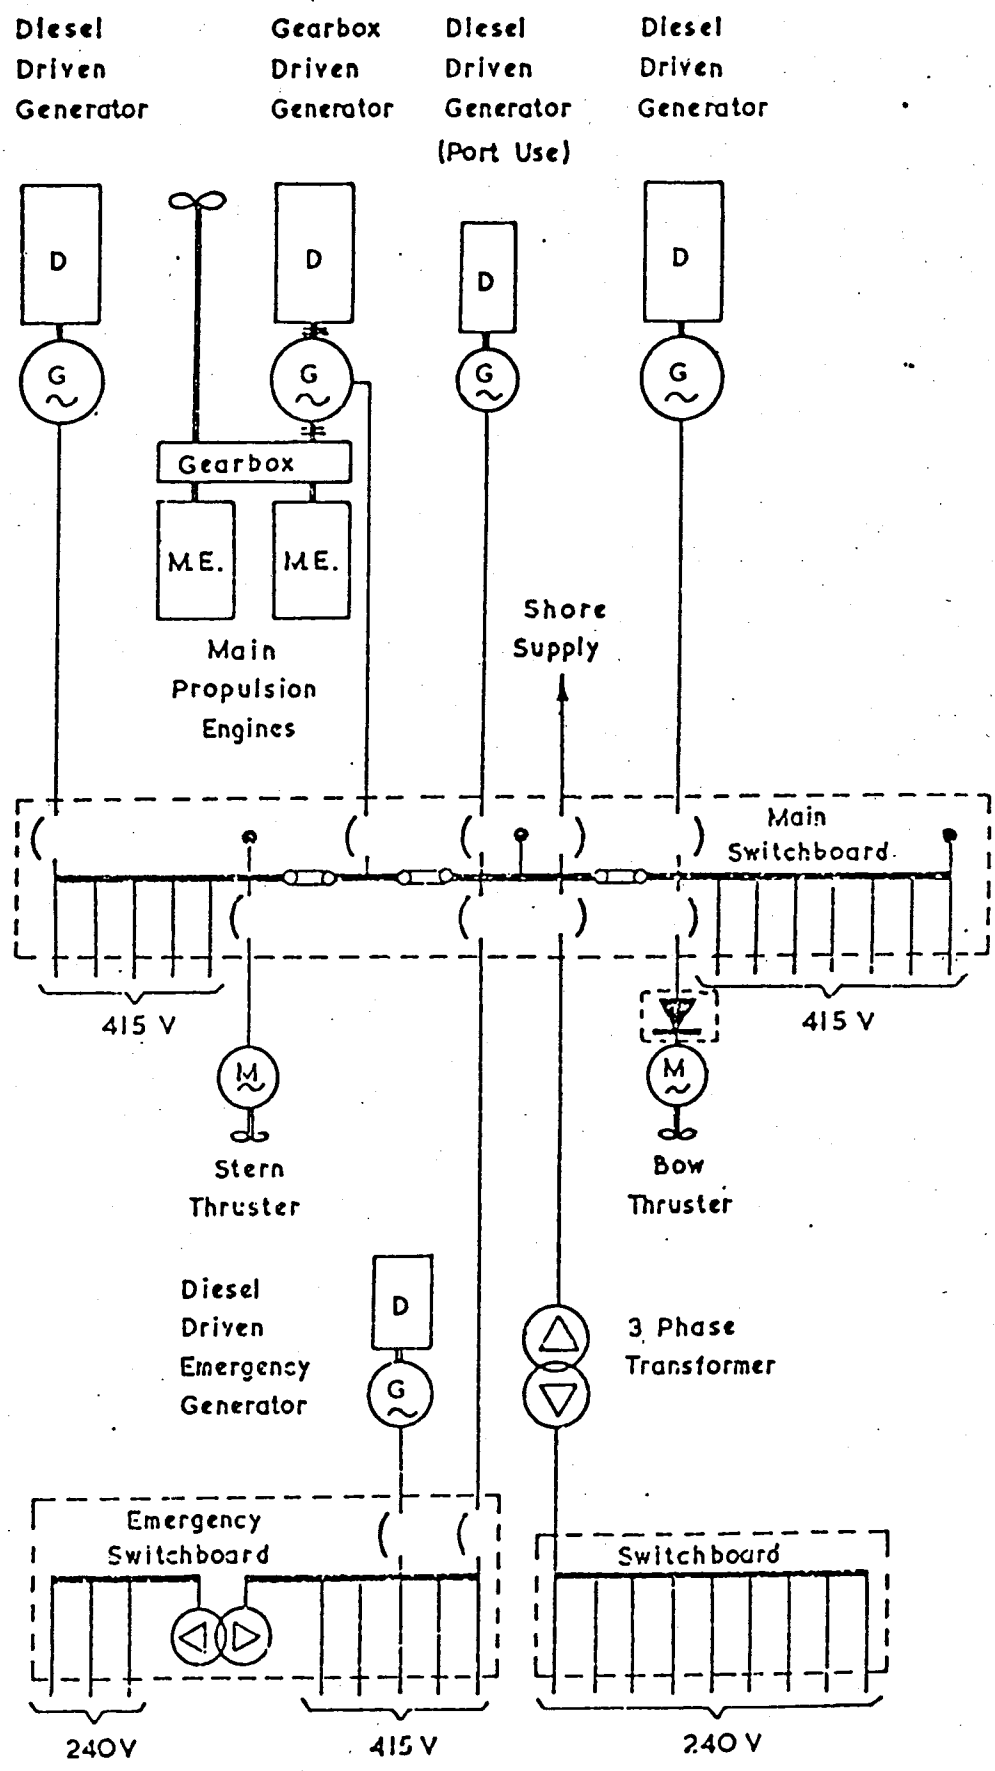 Diesel
Driven
Generator
Gearbox
Driven
Generator
Diesel
Driven
Generator
(Port Use)
Diesel
Driven
Generator
D
D
D
D
G
G
G
G
Gearbox
M.E.
M.E.
Main
Propulsion
Engines
Shore
Supply
Main
Switchboard
415 V
415 V
M
M
Stern
Thruster
Bow
Thruster
Diesel
Driven
Emergency
Generator
D
G
3 Phase
Transformer
Emergency
Switchboard
Switchboard
240V
415 V
240 V